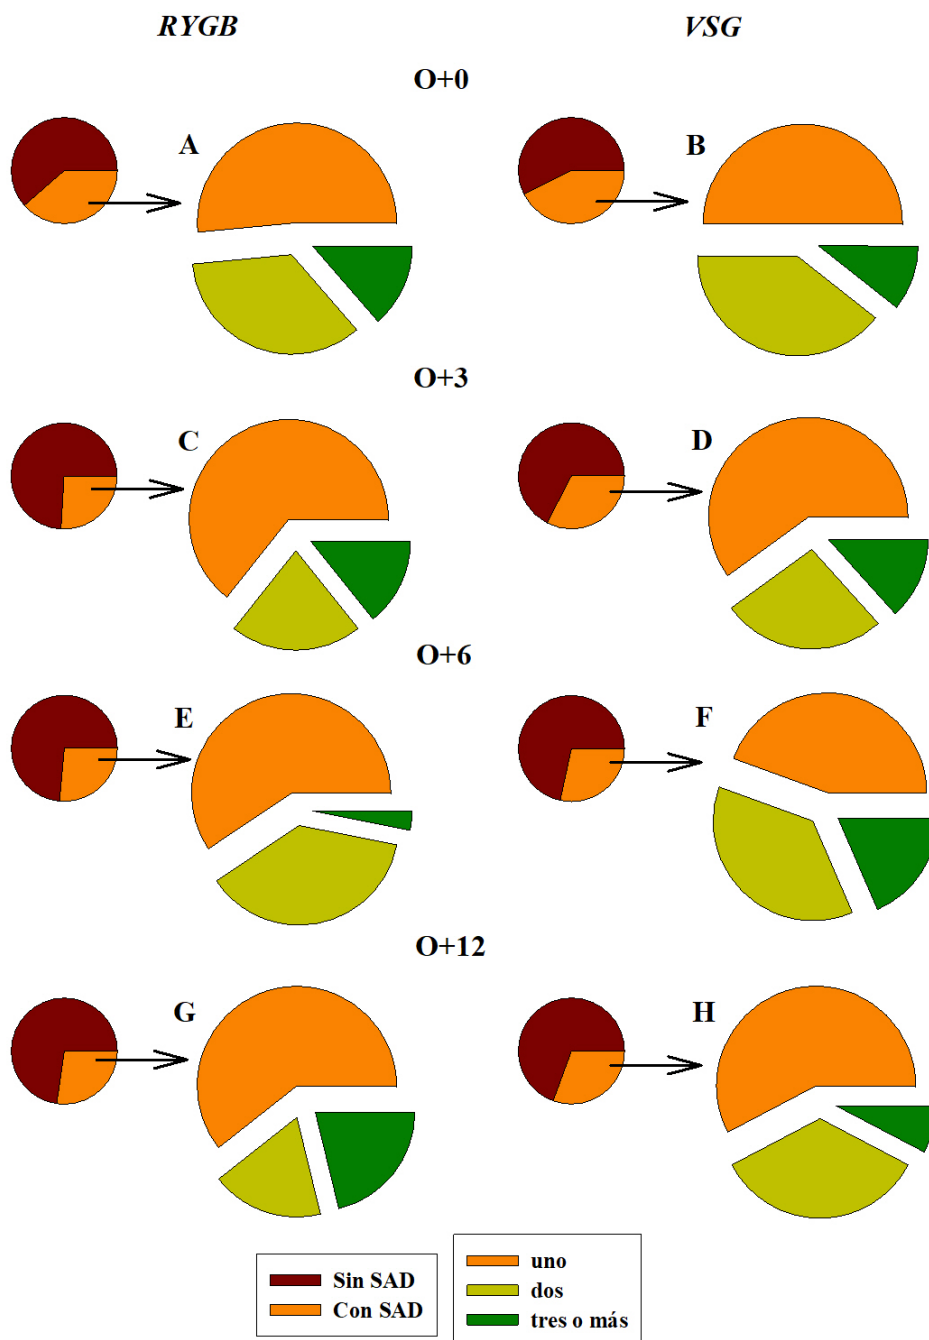 RYGB VSG
O+0
A B
O+3
C D
O+6
E F
O+12
G H
Sin SAD
Con SAD
uno
dos
tres o más